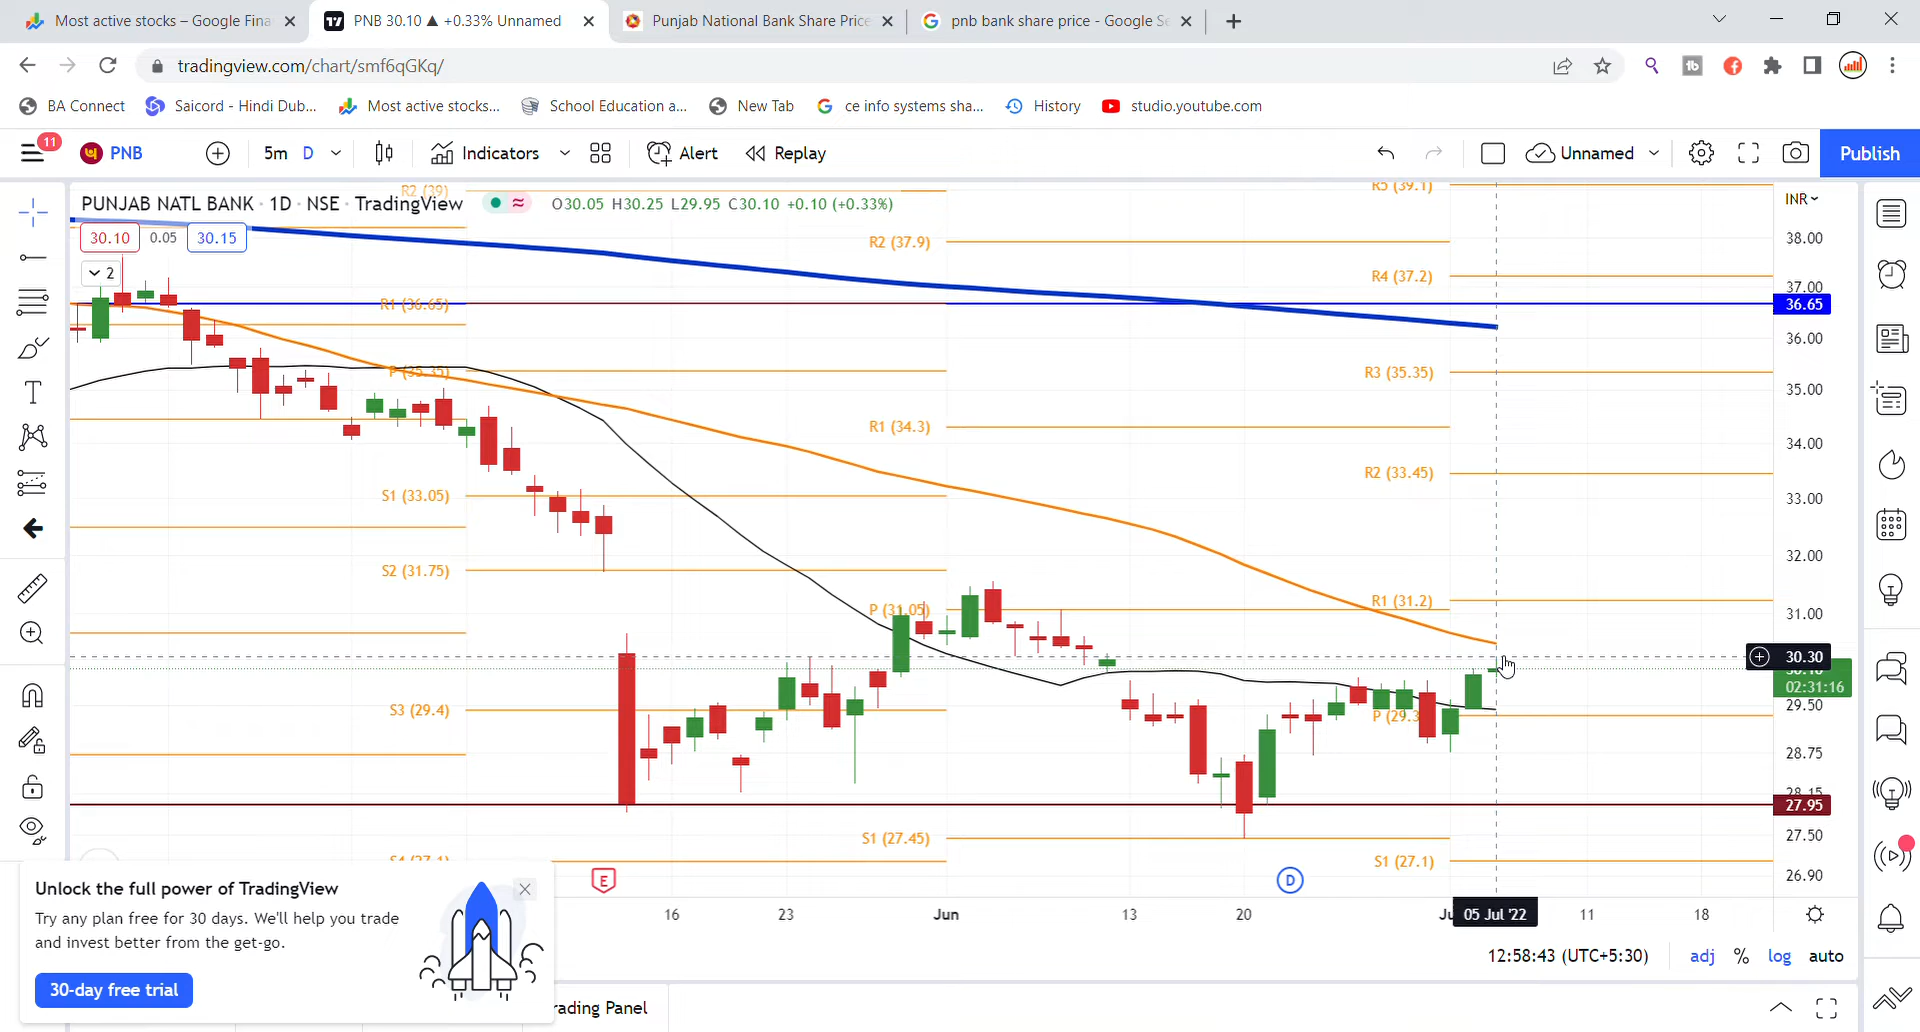 Most active stocks – Google Fina
PNB 30.10 ▲ +0.33% Unnamed
Punjab National Bank Share Price
pnb bank share price - Google Se
tradingview.com/chart/smf6qGKq/
BA Connect
Saicord - Hindi Dub...
Most active stocks...
School Education a...
New Tab
ce info systems sha...
History
studio.youtube.com
11
PNB
5m
D
Indicators
Alert
Replay
Unnamed
Publish
R2 (39)
R5 (39.1)
PUNJAB NATL BANK · 1D · NSE · TradingView
O30.05 H30.25 L29.95 C30.10 +0.10 (+0.33%)
INR
30.10
0.05
30.15
2
R2 (37.9)
38.00
R4 (37.2)
37.00
R1 (36.65)
36.65
36.00
P (35.35)
R3 (35.35)
35.00
R1 (34.3)
34.00
R2 (33.45)
S1 (33.05)
33.00
S2 (31.75)
32.00
P (31.05)
R1 (31.2)
31.00
30.30
02:31:16
S3 (29.4)
P (29.3
29.50
28.75
28.15
27.95
S1 (27.45)
27.50
S1 (27.1)
26.90
E
D
16
23
Jun
13
20
05 Jul '22
11
18
Unlock the full power of TradingView
Try any plan free for 30 days. We'll help you trade
and invest better from the get-go.
30-day free trial
12:58:43 (UTC+5:30)
adj
%
log
auto
rading Panel